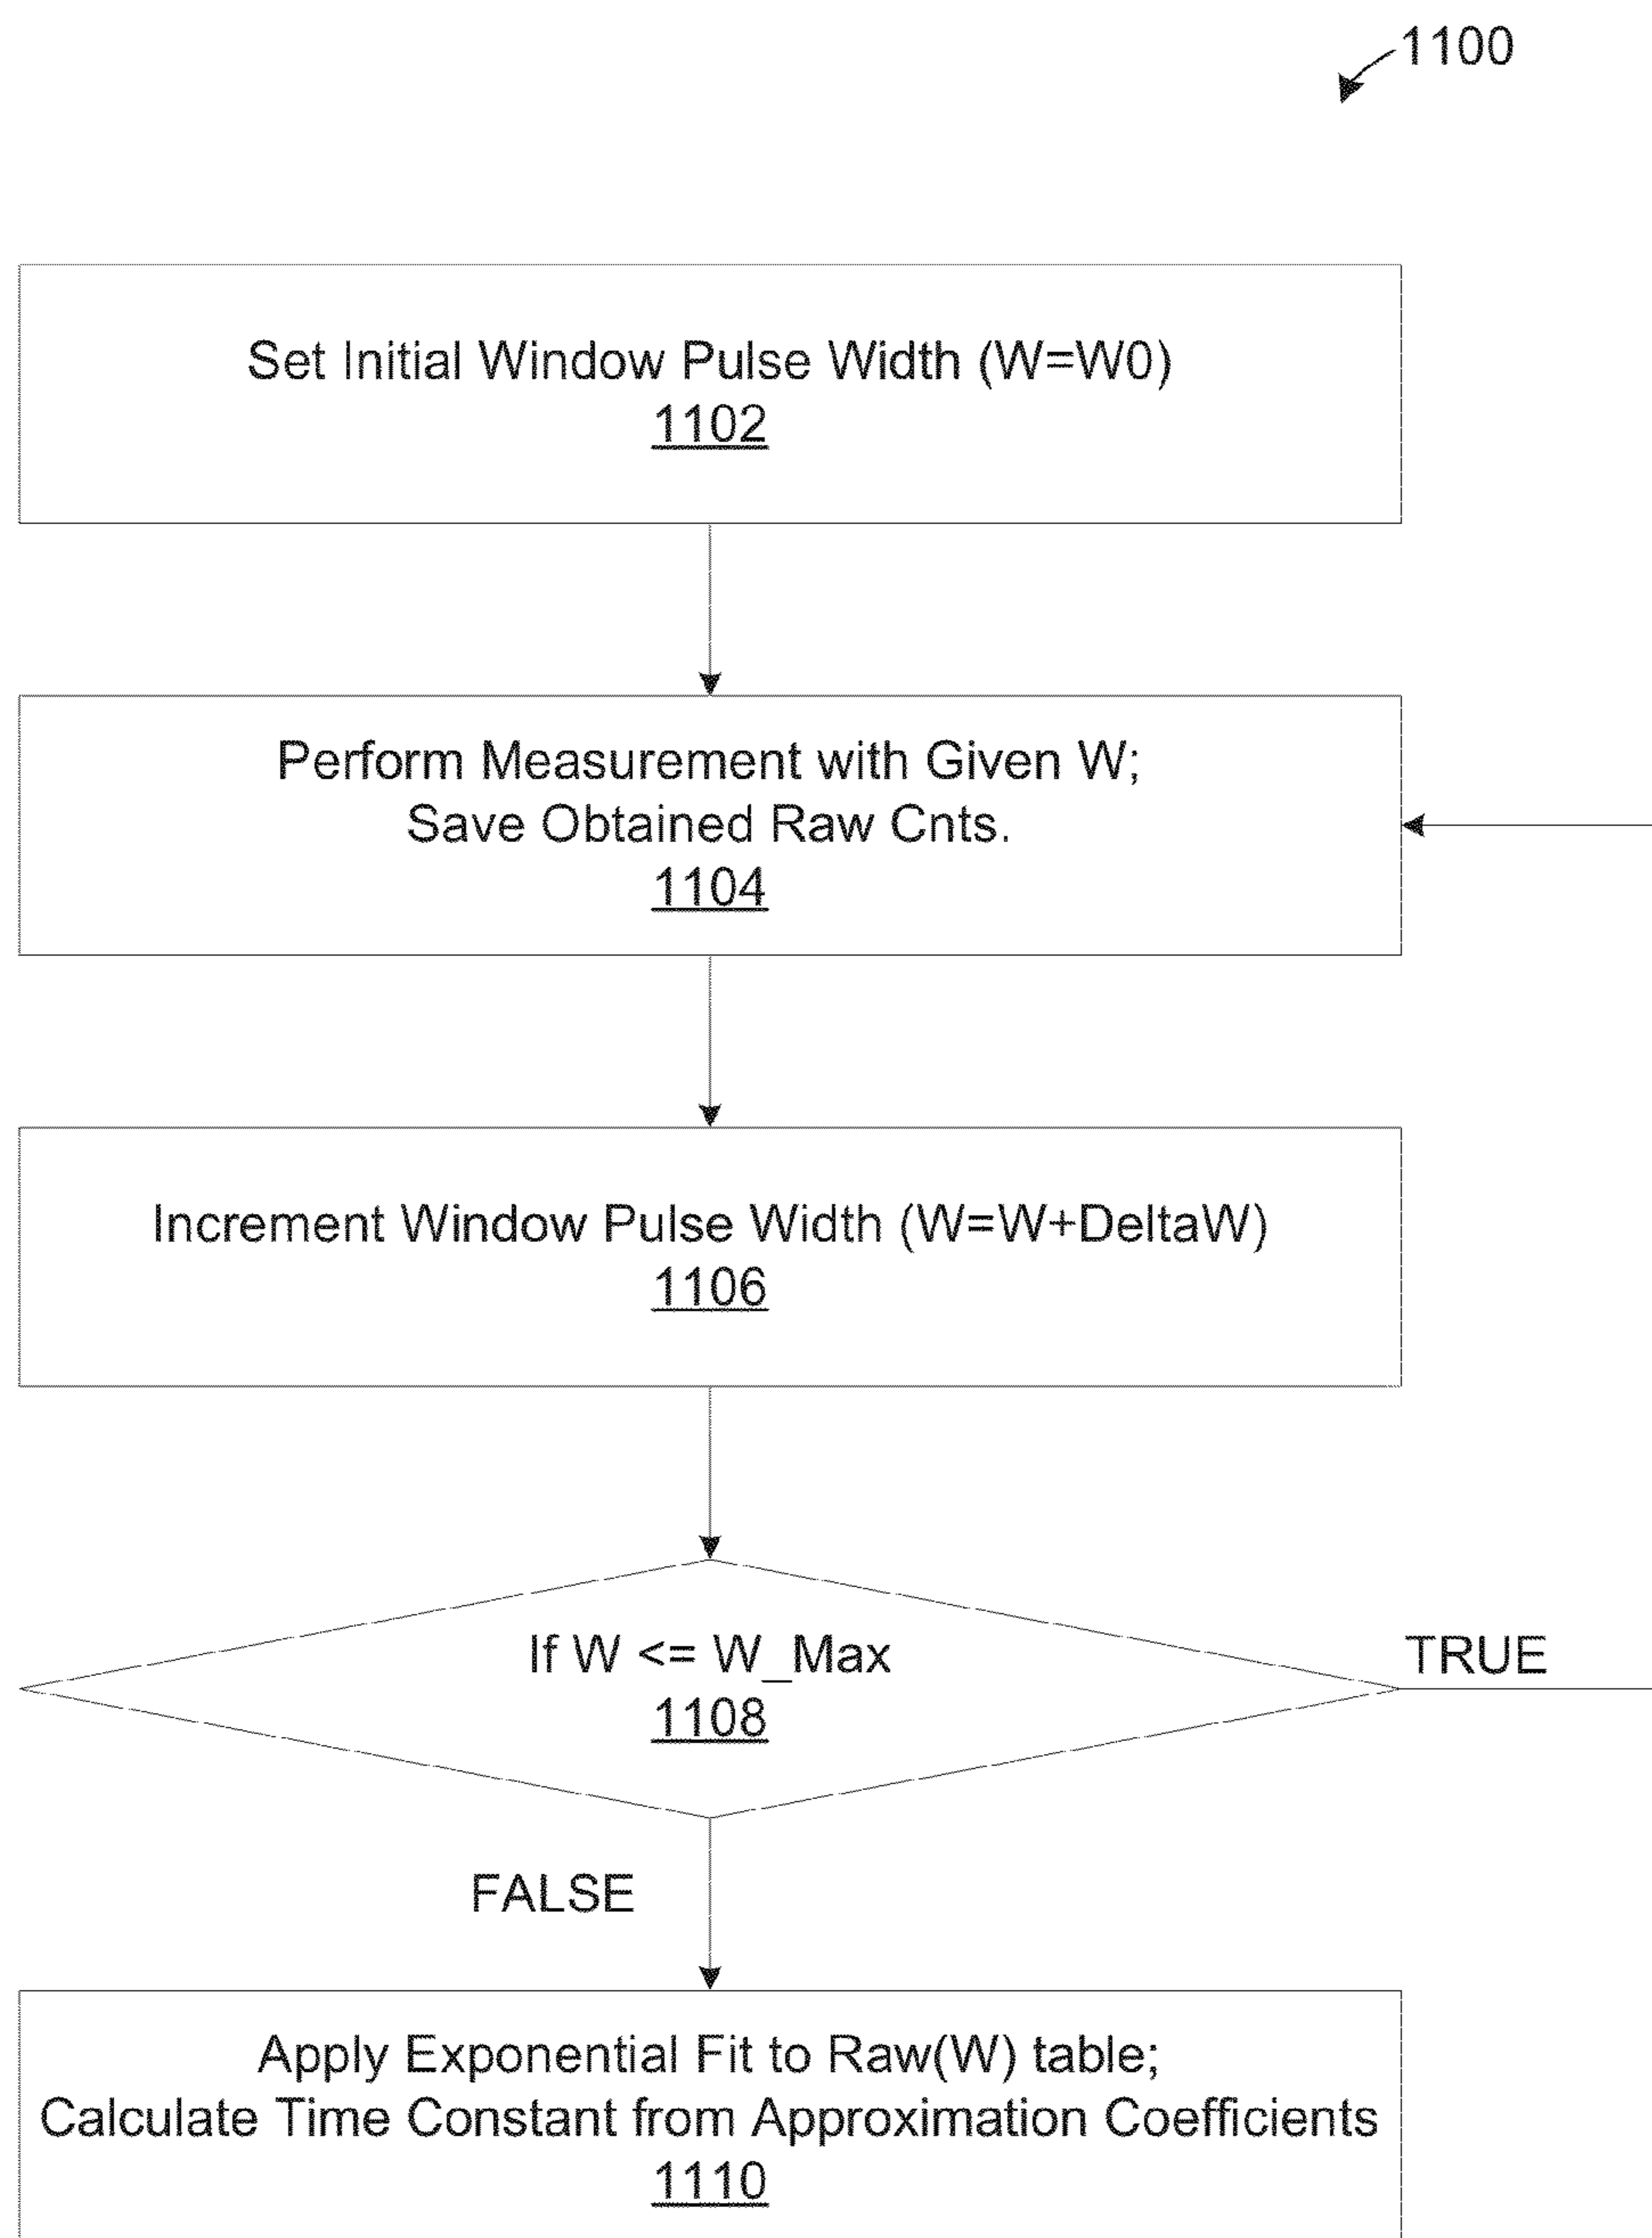 1100
Set Initial Window Pulse Width (W=W0)
1102
Perform Measurement with Given W;
Save Obtained Raw Cnts.
1104
Increment Window Pulse Width (W=W+DeltaW)
1106
If W <= W_Max
1108
TRUE
FALSE
Apply Exponential Fit to Raw(W) table;
Calculate Time Constant from Approximation Coefficients
1110